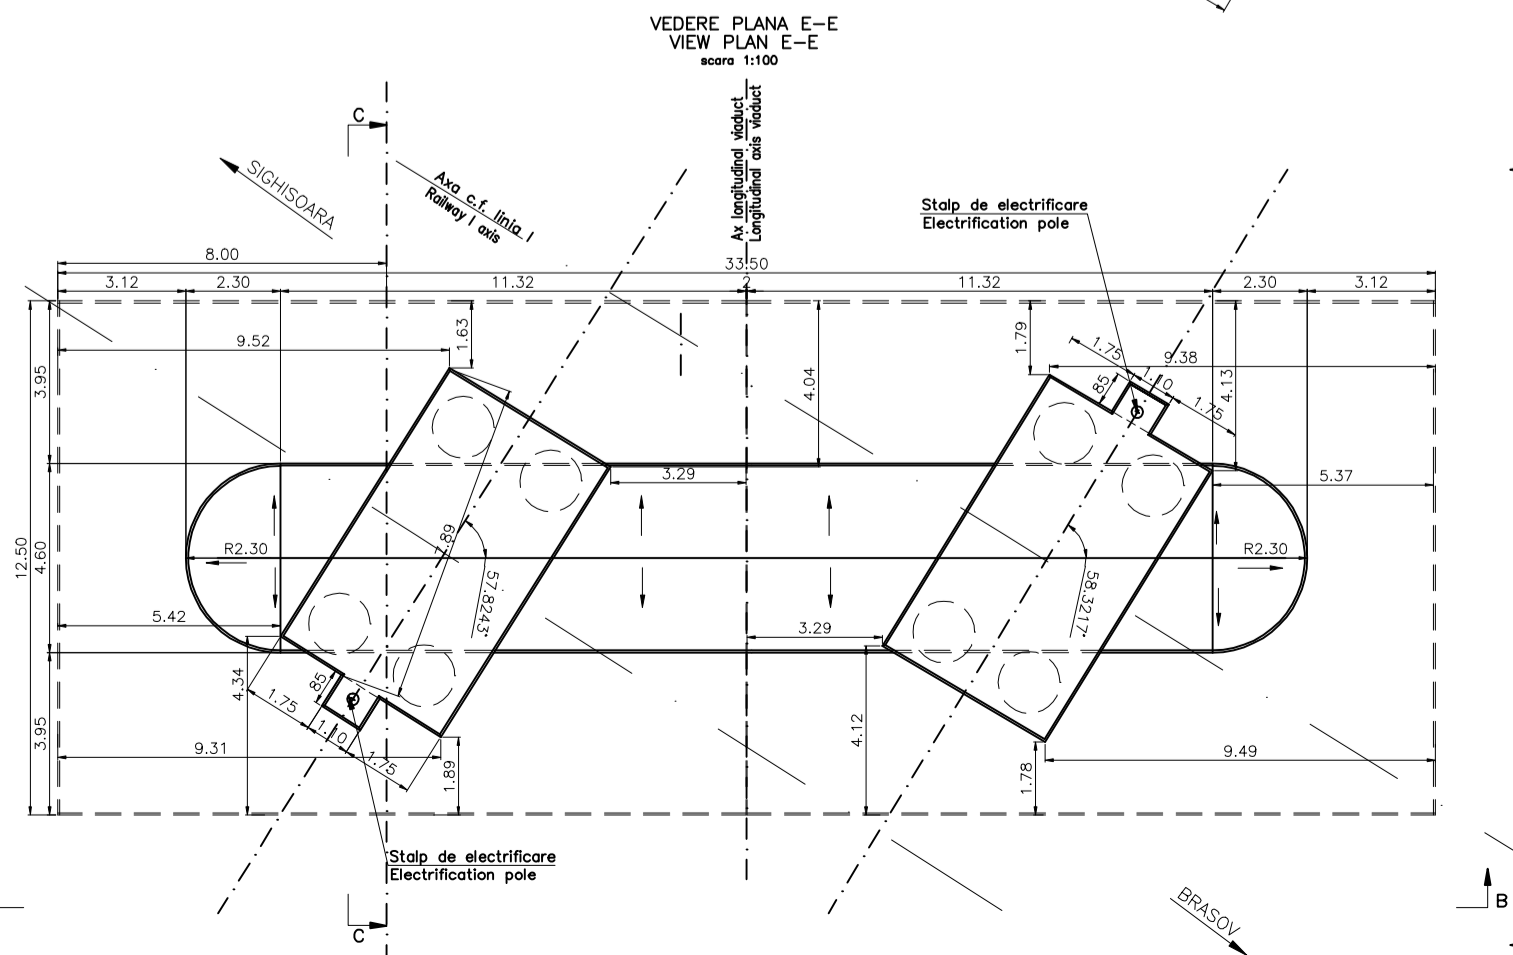 VEDERE PLANA E-E
VIEW PLAN E-E
scara 1:100
C
SIGHISOARA
Axa c.f. linia I
Railway I axis
Ax longitudinal viaduct
Longitudinal axis viaduct
Stalp de electrificare
Electrification pole
8.00
33.50
3.12
2.30
11.32
2
11.32
2.30
3.12
9.52
1.63
4.04
1.79
1.75
9.38
85
1.10
1.75
4.13
3.95
3.29
5.37
12.50
4.60
R2.30
7.89
57.8243°
58.3217°
R2.30
5.42
3.29
4.34
85
1.75
1.10
1.75
3.95
9.31
1.89
4.12
1.78
9.49
Stalp de electrificare
Electrification pole
C
BRASOV
B